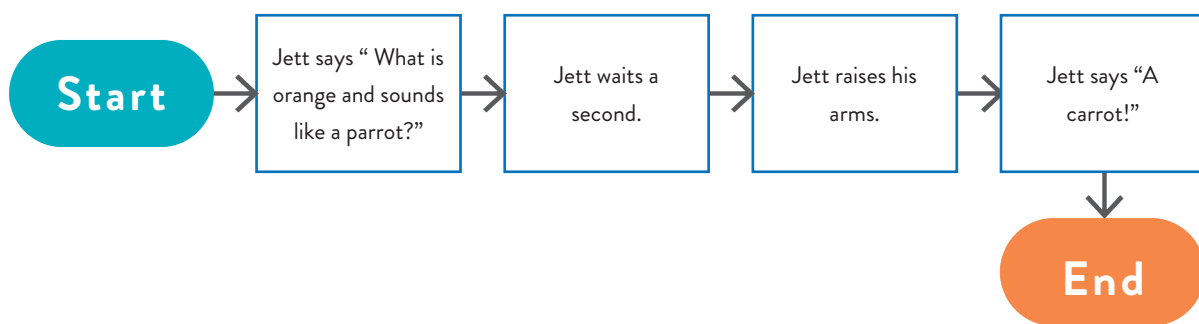 Start
Jett says “ What is
orange and sounds
like a parrot?”
Jett waits a
second.
Jett raises his
arms.
Jett says “A
carrot!”
End